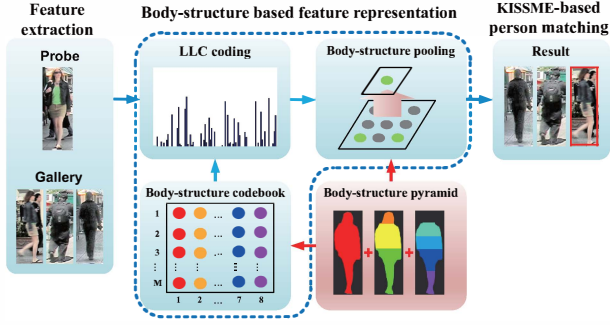 Feature
extraction
Body-structure based feature representation
KISSME-based
person matching
Probe
Gallery
LLC coding
Body-structure pooling
Result
Body-structure codebook
1
2
3
M
1 2 ... 7 8
Body-structure pyramid
+ +